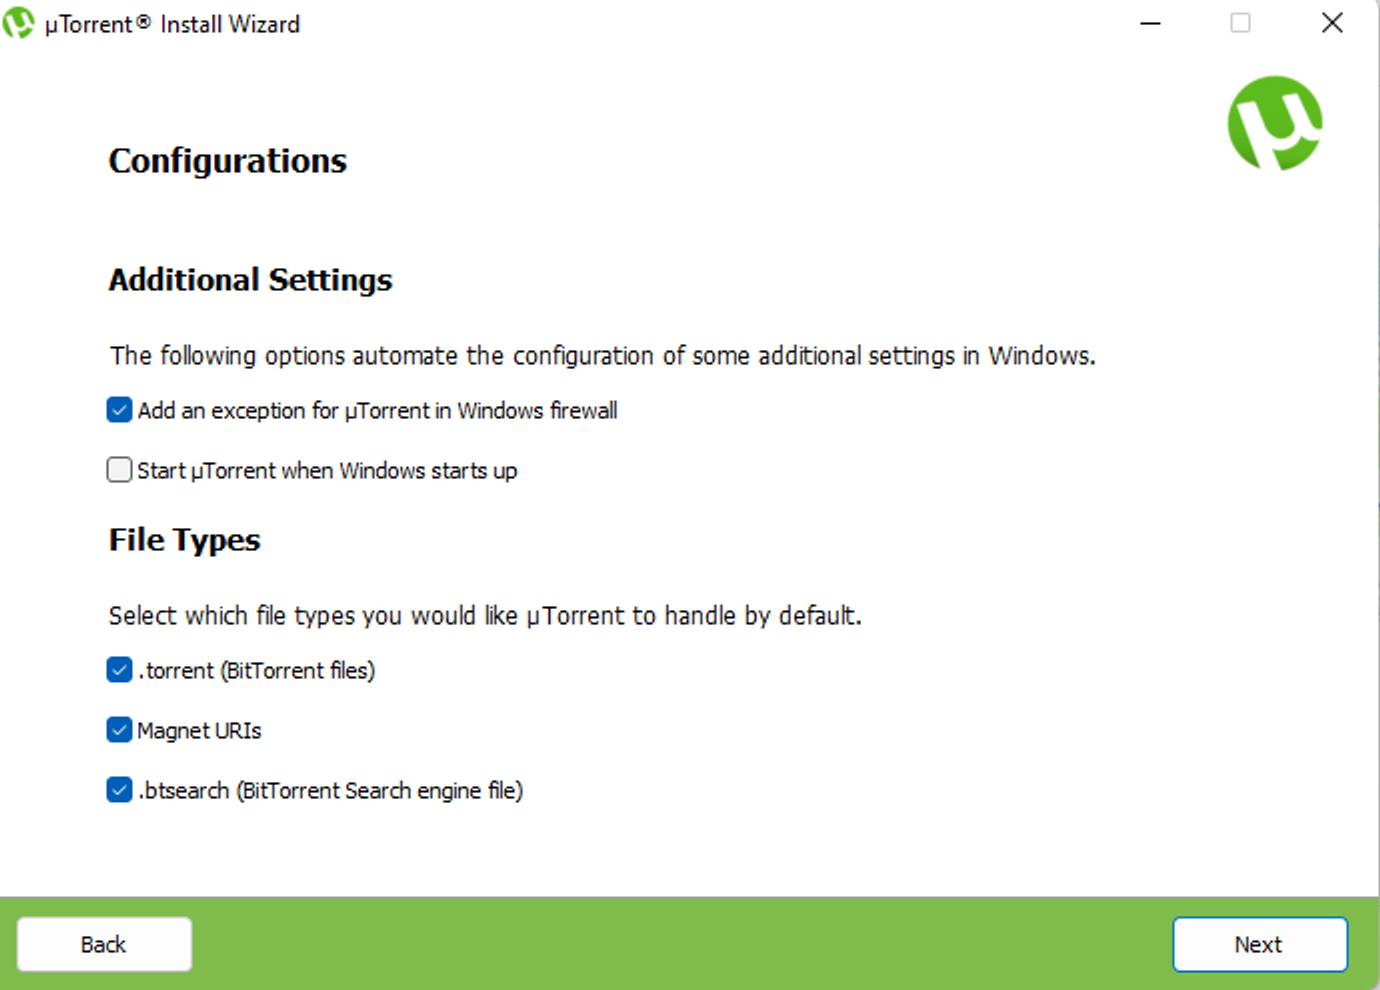 µTorrent® Install Wizard
Configurations
Additional Settings
The following options automate the configuration of some additional settings in Windows.
Add an exception for µTorrent in Windows firewall
Start µTorrent when Windows starts up
File Types
Select which file types you would like µTorrent to handle by default.
.torrent (BitTorrent files)
Magnet URIs
.btsearch (BitTorrent Search engine file)
Back
Next